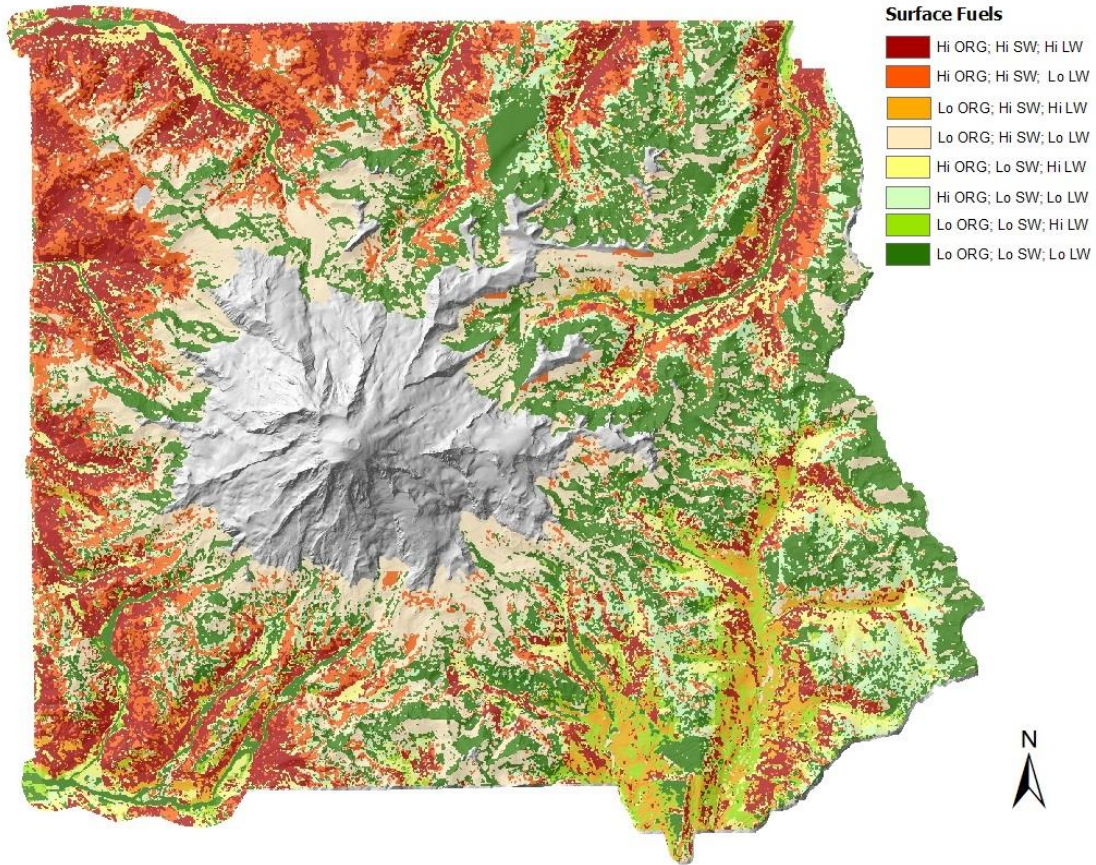 Surface Fuels
Hi ORG; Hi SW; Hi LW
Hi ORG; Hi SW; Lo LW
Lo ORG; Hi SW; Hi LW
Lo ORG; Hi SW; Lo LW
Hi ORG; Lo SW; Hi LW
Hi ORG; Lo SW; Lo LW
Lo ORG; Lo SW; Hi LW
Lo ORG; Lo SW; Lo LW
N